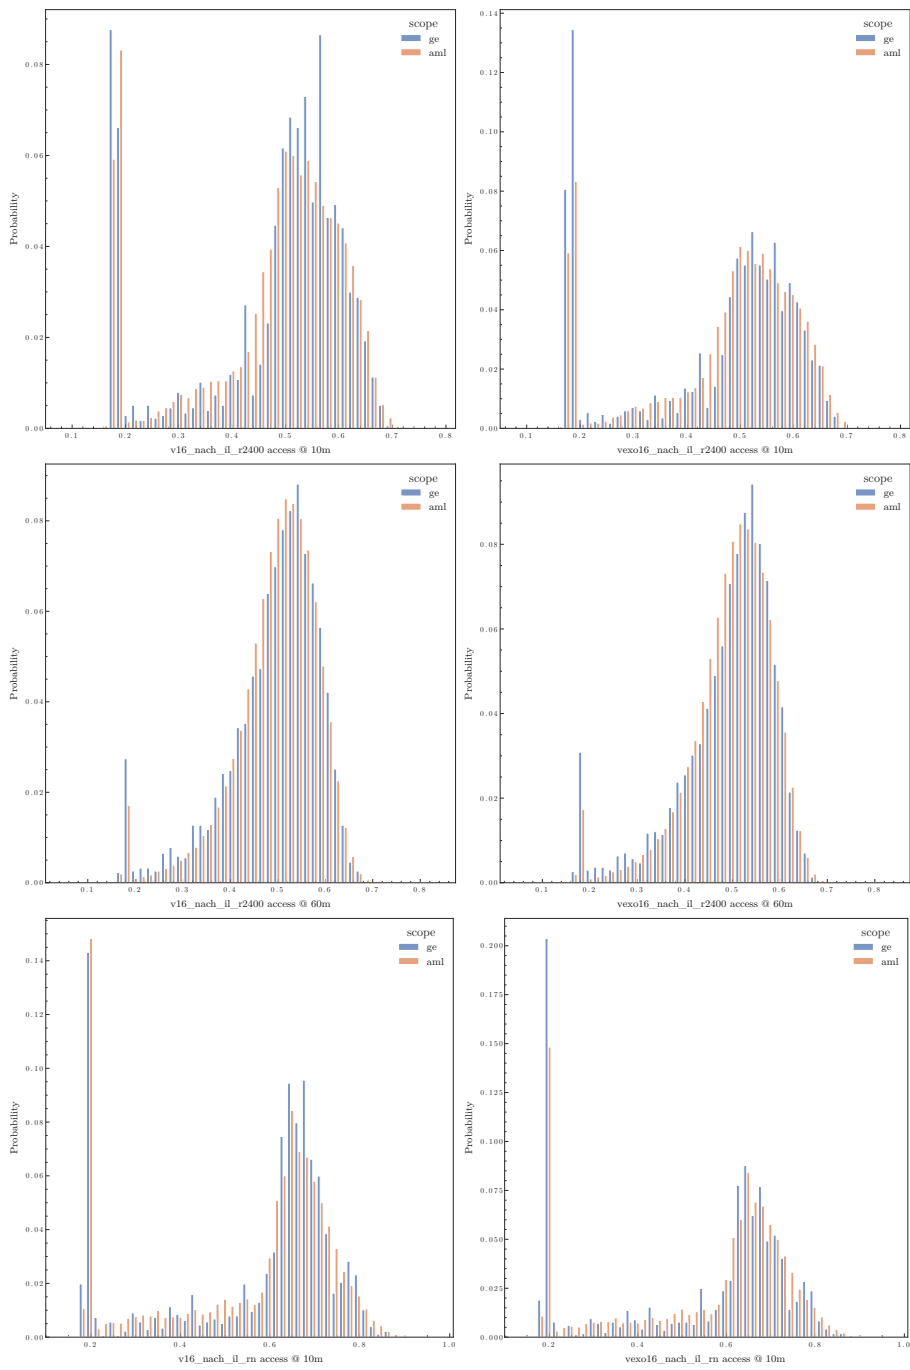 scope
ge
aml
0.08
0.06
0.04
0.02
0.00
Probability
0.1 0.2 0.3 0.4 0.5 0.6 0.7 0.8
v16_nach_il_r2400 access @ 10m
scope
ge
aml
0.14
0.12
0.10
0.08
0.06
0.04
0.02
0.00
Probability
0.1 0.2 0.3 0.4 0.5 0.6 0.7 0.8
vexo16_nach_il_r2400 access @ 10m
scope
ge
aml
0.08
0.06
0.04
0.02
0.00
Probability
0.1 0.2 0.3 0.4 0.5 0.6 0.7 0.8
v16_nach_il_r2400 access @ 60m
scope
ge
aml
0.08
0.06
0.04
0.02
0.00
Probability
0.1 0.2 0.3 0.4 0.5 0.6 0.7 0.8
vexo16_nach_il_r2400 access @ 60m
scope
ge
aml
0.14
0.12
0.10
0.08
0.06
0.04
0.02
0.00
Probability
0.2 0.4 0.6 0.8 1.0
v16_nach_il_rn access @ 10m
scope
ge
aml
0.200
0.175
0.150
0.125
0.100
0.075
0.050
0.025
0.000
Probability
0.2 0.4 0.6 0.8 1.0
vexo16_nach_il_rn access @ 10m